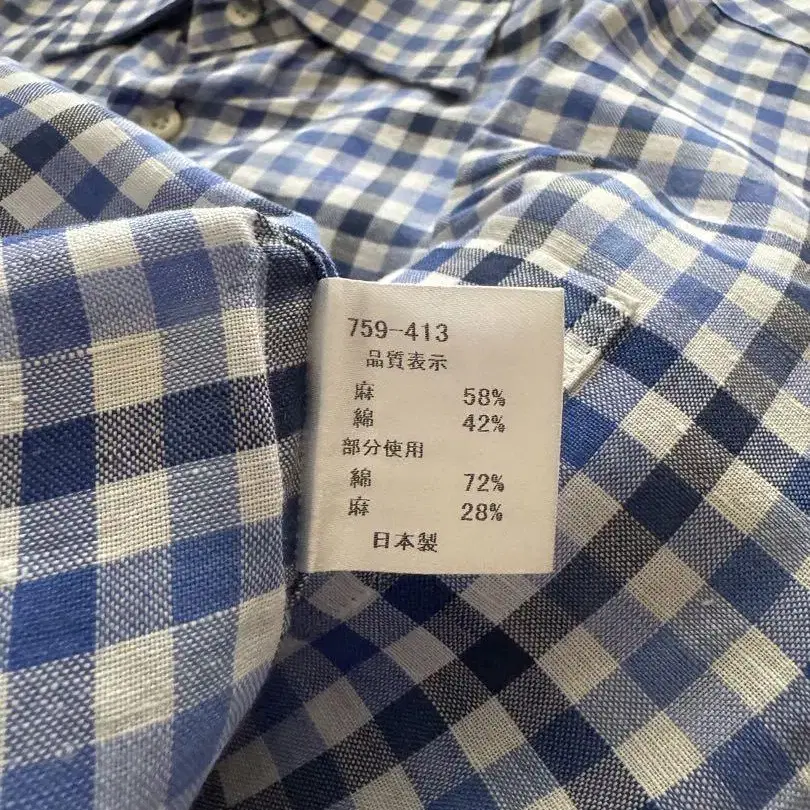 759-413
品質表示
麻 58%
綿 42%
部分使用
綿 72%
麻 28%
日本製